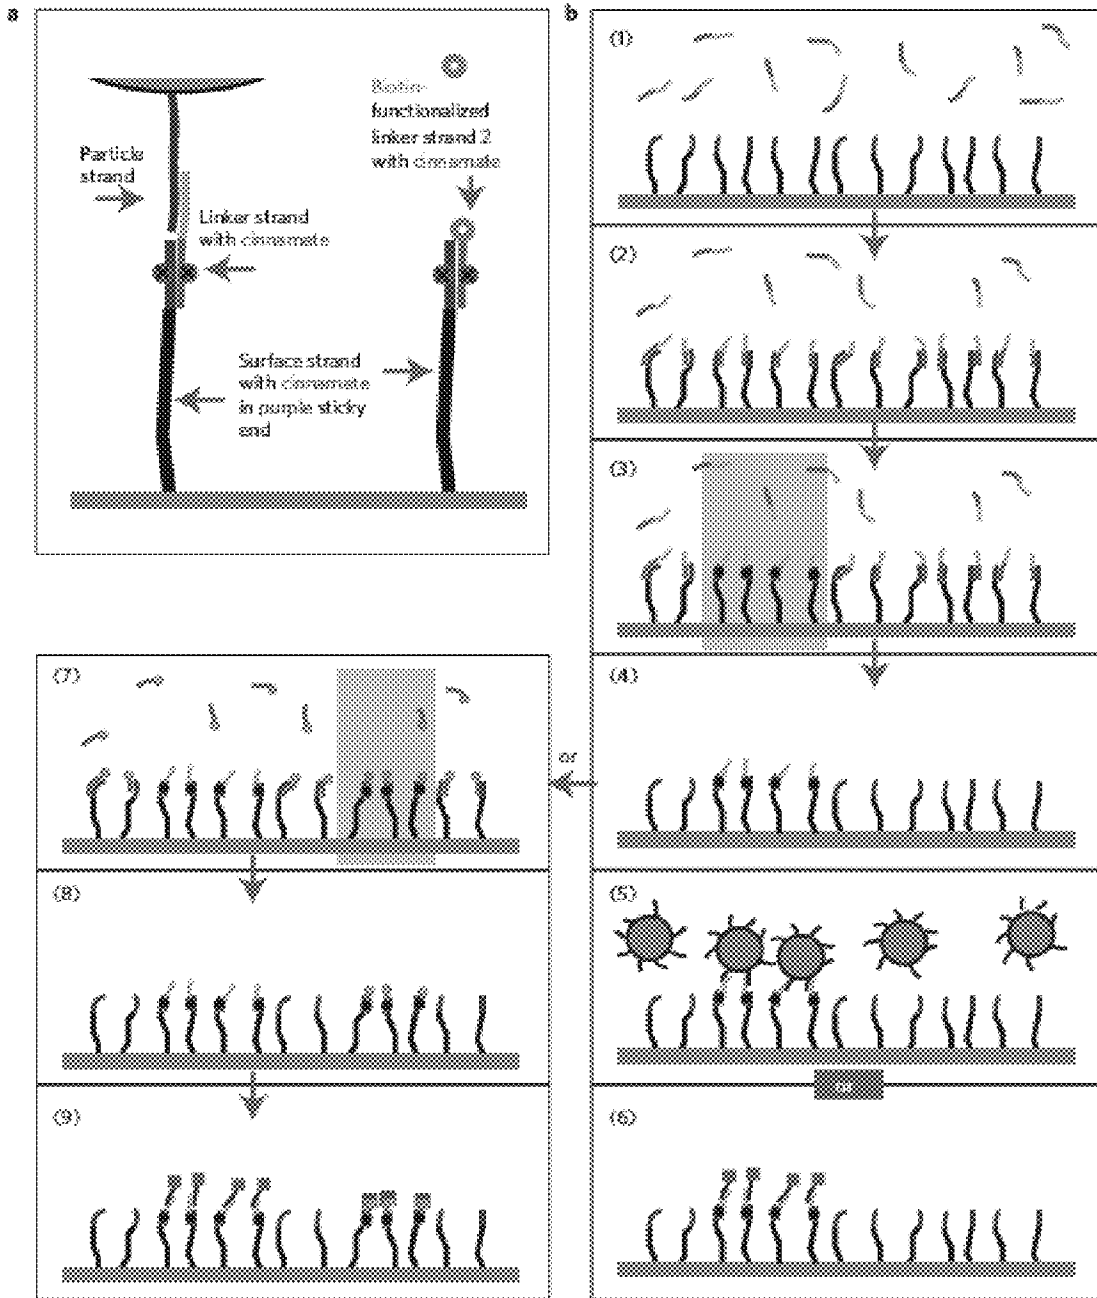 a
Particle
strand
Linker strand
with cinnamate
Biotin-
functionalized
linker strand 2
with cinnamate
Surface strand
with cinnamate
in purple sticky
end
b
(1)
(2)
(3)
(4)
or
(5)
or
(6)
(7)
(8)
(9)